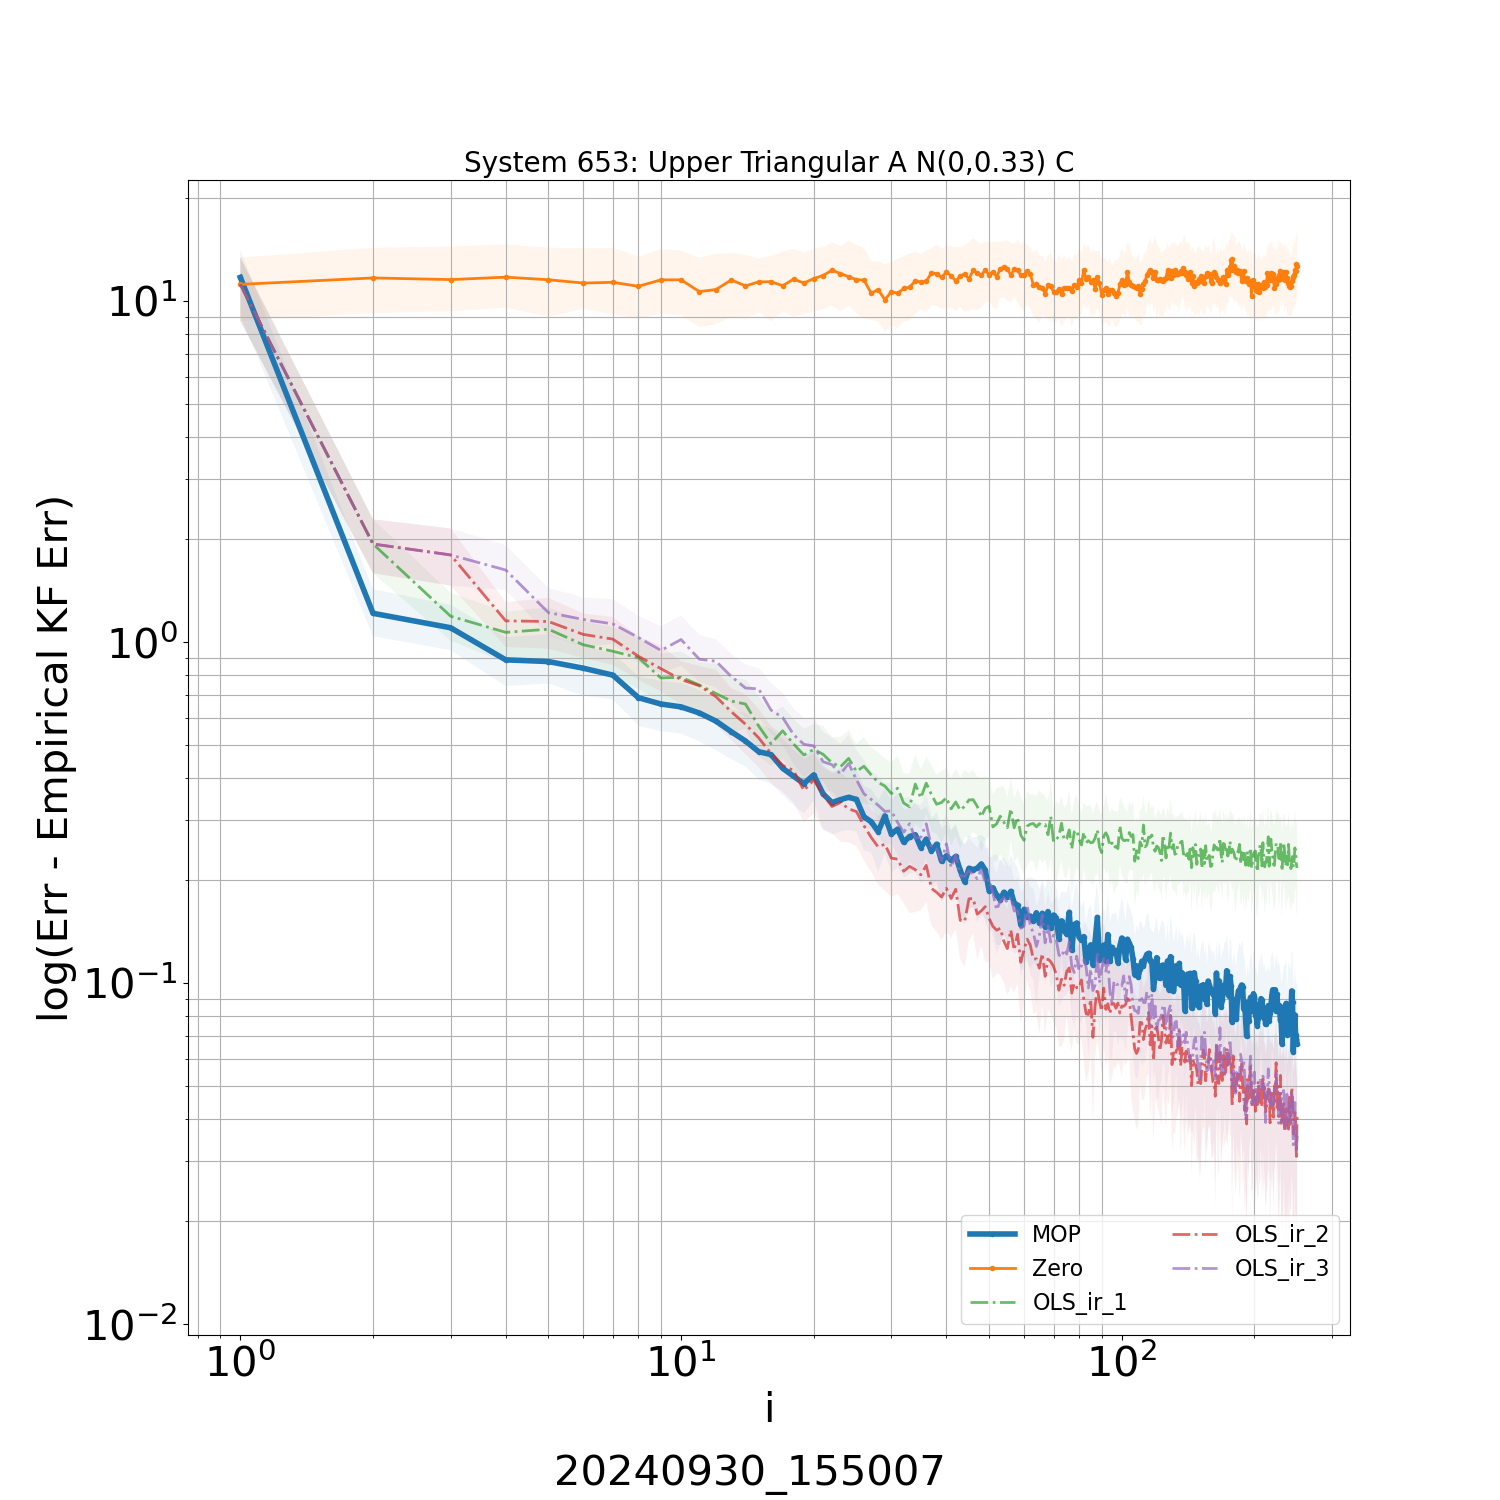 System 653: Upper Triangular A N(0,0.33) C
log(Err - Empirical KF Err)
10¹
10⁰
10⁻¹
10⁻²
10⁰ 10¹ 10²
i
MOP
Zero
OLS_ir_1
OLS_ir_2
OLS_ir_3
20240930_155007